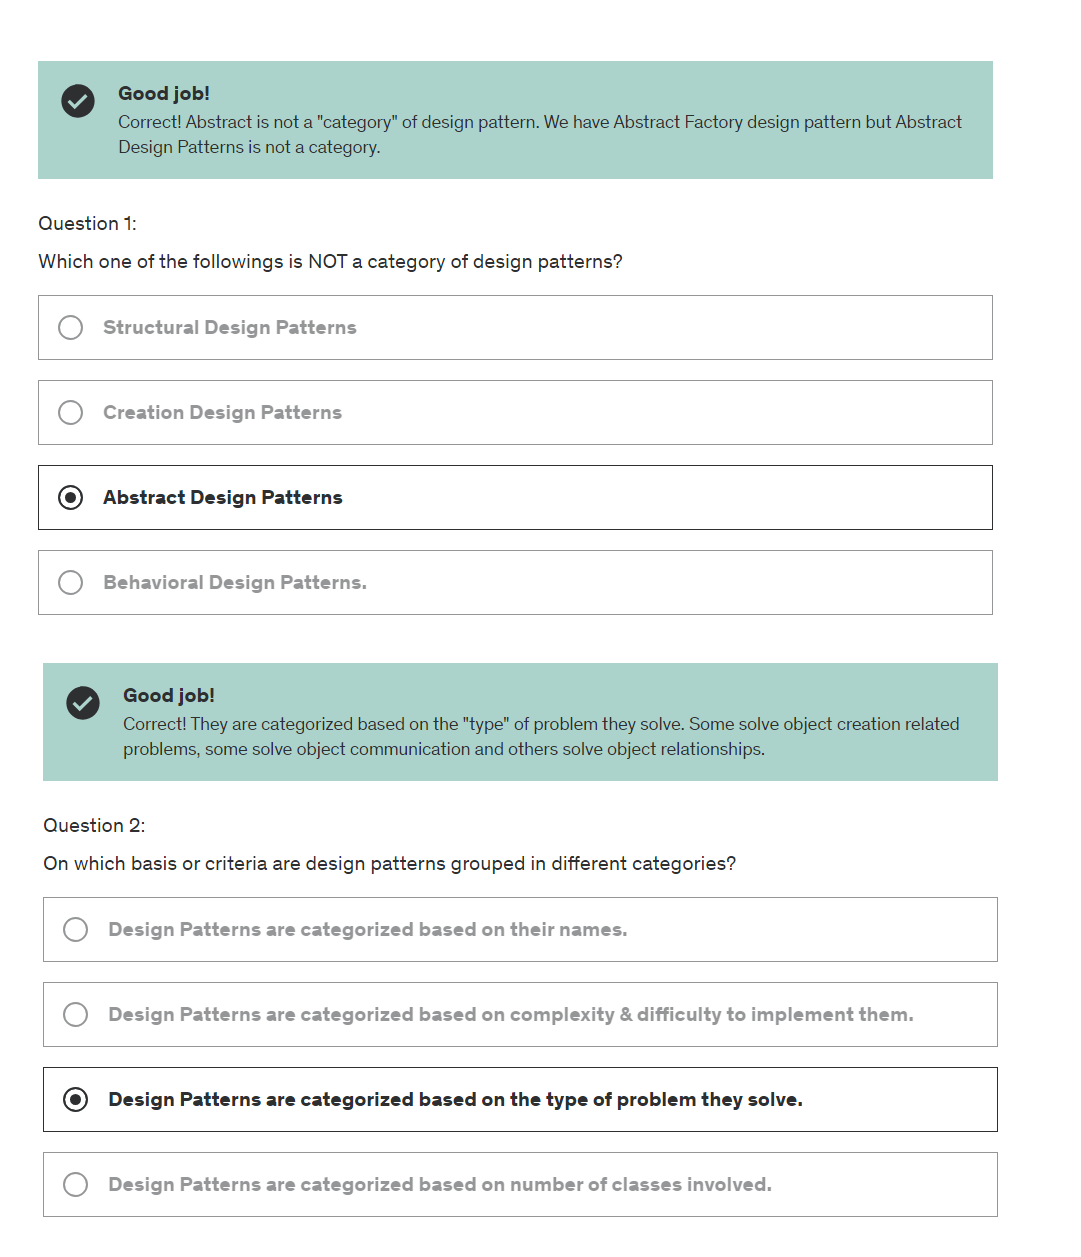 Good job!
Correct! Abstract is not a "category" of design pattern. We have Abstract Factory design pattern but Abstract
Design Patterns is not a category.
Question 1:
Which one of the followings is NOT a category of design patterns?
Structural Design Patterns
Creation Design Patterns
Abstract Design Patterns
Behavioral Design Patterns.
Good job!
Correct! They are categorized based on the "type" of problem they solve. Some solve object creation related
problems, some solve object communication and others solve object relationships.
Question 2:
On which basis or criteria are design patterns grouped in different categories?
Design Patterns are categorized based on their names.
Design Patterns are categorized based on complexity & difficulty to implement them.
Design Patterns are categorized based on the type of problem they solve.
Design Patterns are categorized based on number of classes involved.